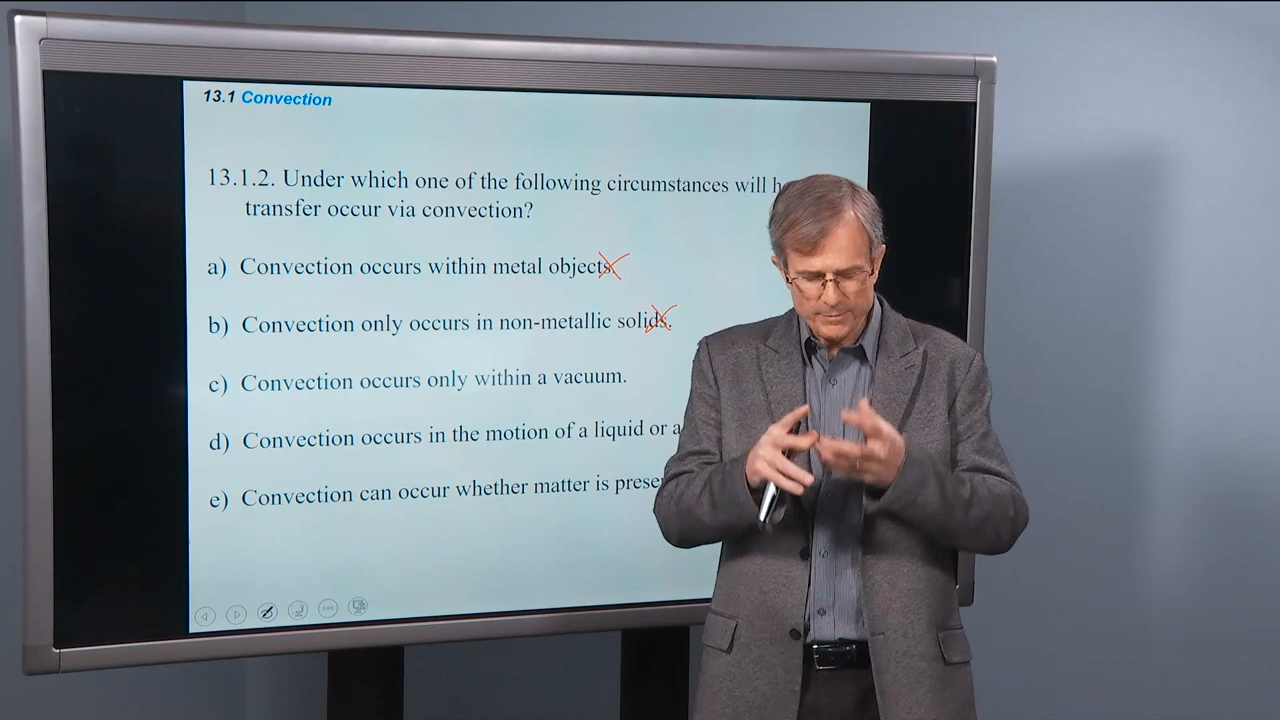 13.1 Convection
13.1.2. Under which one of the following circumstances will
transfer occur via convection?
a) Convection occurs within metal objects.
b) Convection only occurs in non-metallic solids.
c) Convection occurs only within a vacuum.
d) Convection occurs in the motion of a liquid or a
e) Convection can occur whether matter is